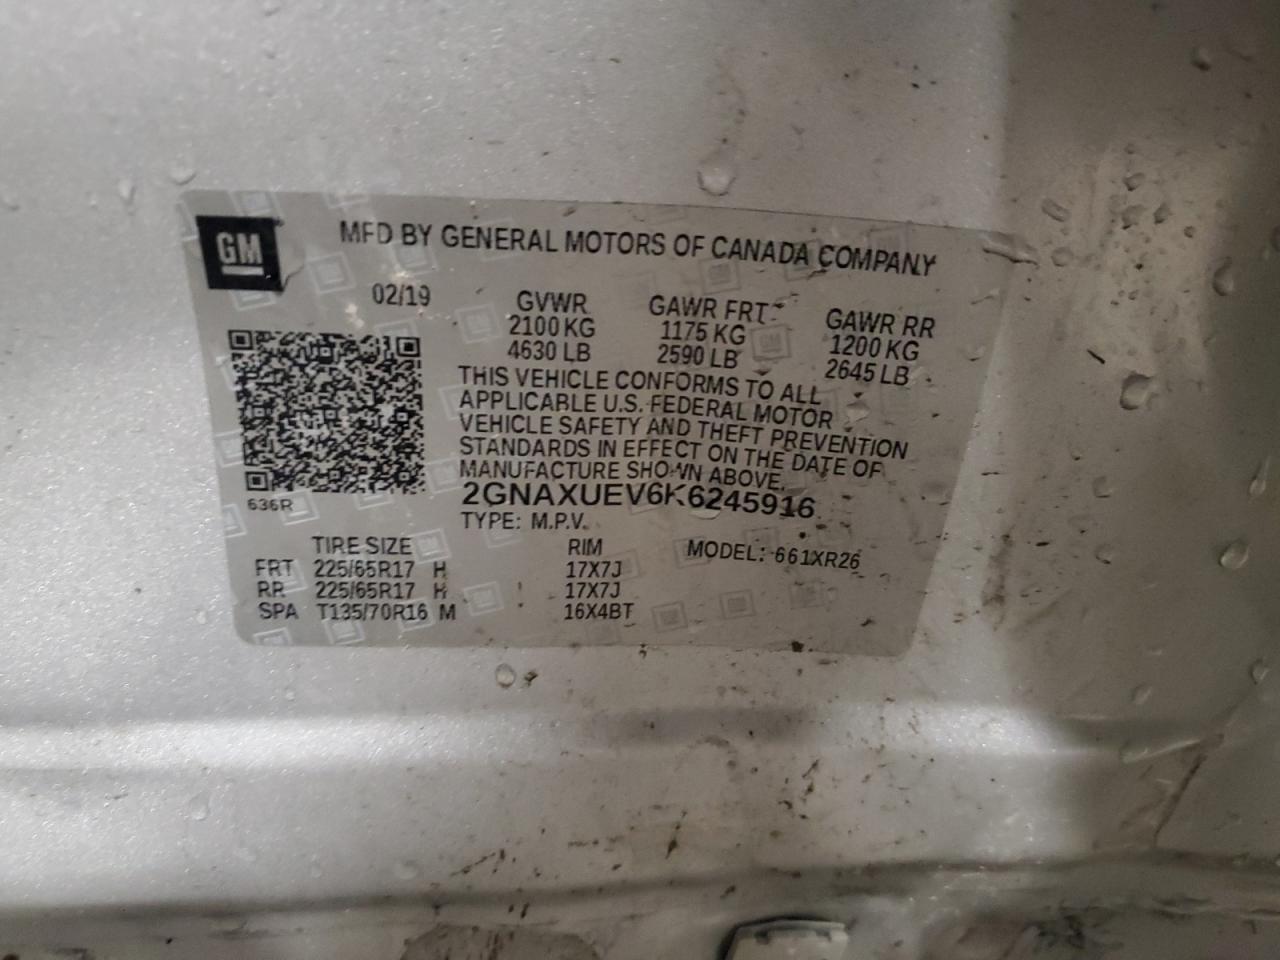 GM
MFD BY GENERAL MOTORS OF CANADA COMPANY
02/19
GVWR GAWR FRT GAWR RR
2100 KG 1175 KG 1200 KG
4630 LB 2590 LB 2645 LB
THIS VEHICLE CONFORMS TO ALL
APPLICABLE U.S. FEDERAL MOTOR
VEHICLE SAFETY AND THEFT PREVENTION
STANDARDS IN EFFECT ON THE DATE OF
MANUFACTURE SHOWN ABOVE.
2GNAXUEV6K6245916
636R
TYPE: M.P.V.
TIRE SIZE RIM MODEL: 661XR26
FRT 225/65R17 H 17X7J
RR 225/65R17 H 17X7J
SPA T135/70R16 M 16X4BT